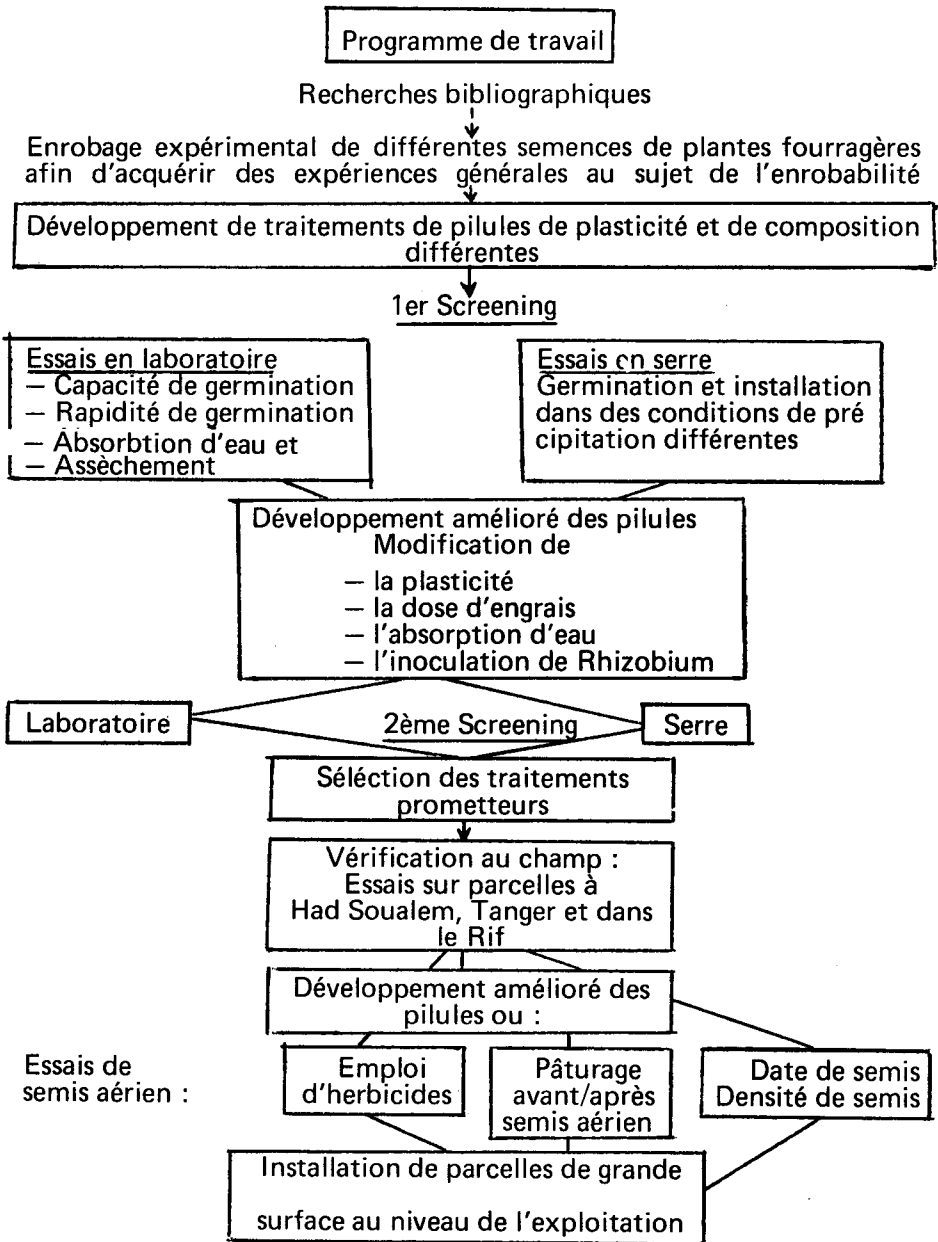 Programme de travail
Recherches bibliographiques
Enrobage expérimental de différentes semences de plantes fourragères
afin d'acquérir des expériences générales au sujet de l'enrobabilité
Développement de traitements de pilules de plasticité et de composition
différentes
1er Screening
Essais en laboratoire
— Capacité de germination
— Rapidité de germination
— Absorbtion d'eau et
— Assèchement
Essais en serre
Germination et installation
dans des conditions de pré
cipitation différentes
Développement amélioré des pilules
Modification de
— la plasticité
— la dose d'engrais
— l'absorption d'eau
— l'inoculation de Rhizobium
Laboratoire
2ème Screening
Serre
Séléction des traitements
prometteurs
Vérification au champ :
Essais sur parcelles à
Had Soualem, Tanger et dans
le Rif
Développement amélioré des
pilules ou :
Essais de
semis aérien :
Emploi
d'herbicides
Pâturage
avant/après
semis aérien
Date de semis
Densité de semis
Installation de parcelles de grande
surface au niveau de l'exploitation